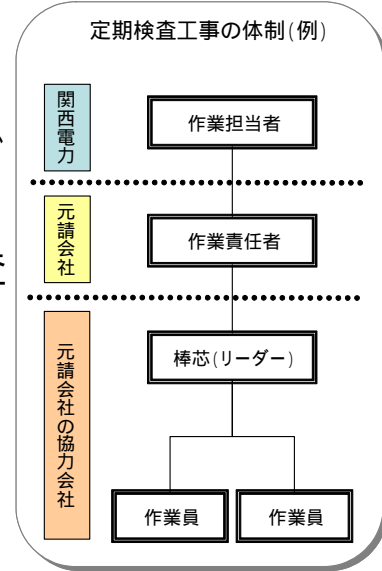 定期検査工事の体制(例)
関西電力
作業担当者
元請会社
作業責任者
元請会社の協力会社
棒芯(リーダー)
作業員
作業員